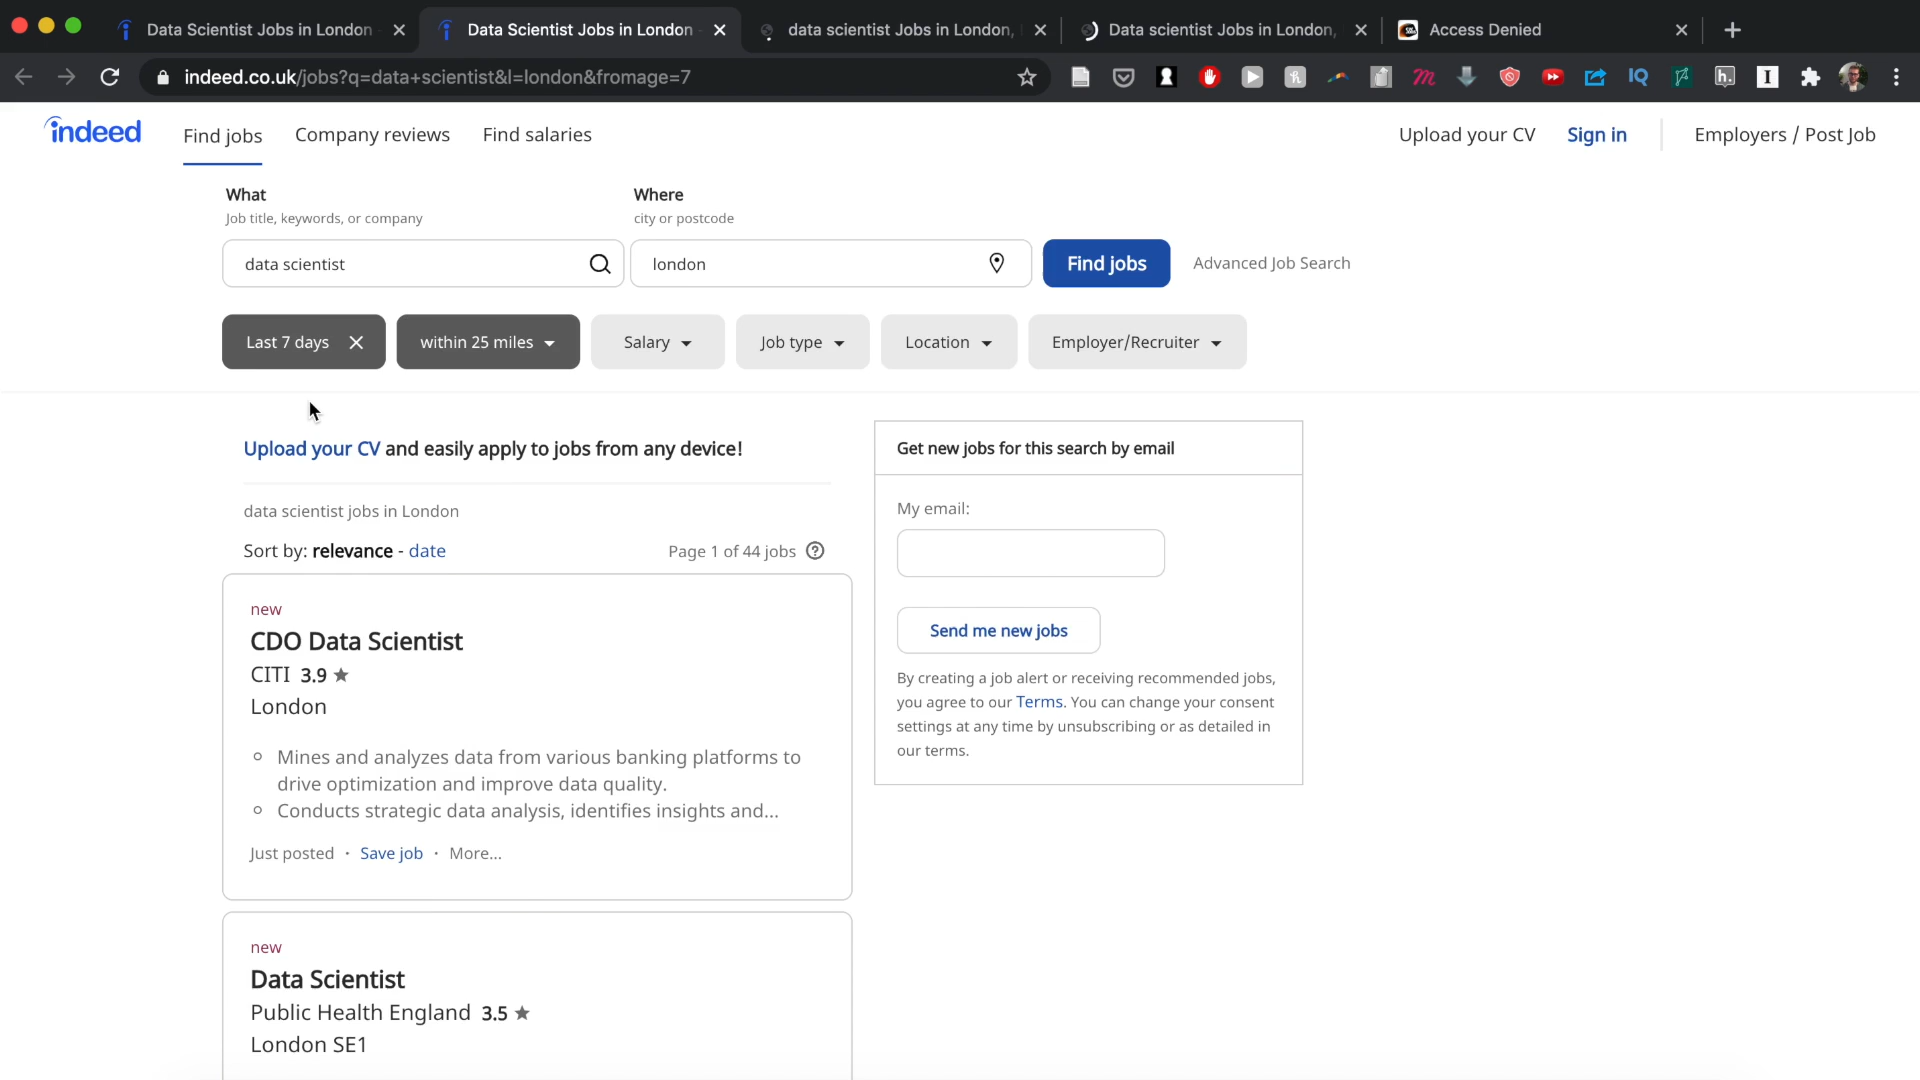 Data Scientist Jobs in London
Data Scientist Jobs in London
data scientist Jobs in London,
Data scientist Jobs in London,
Access Denied
indeed.co.uk/jobs?q=data+scientist&l=london&fromage=7
indeed
Find jobs
Company reviews
Find salaries
Upload your CV
Sign in
Employers / Post Job
What
Where
Job title, keywords, or company
city or postcode
data scientist
london
Find jobs
Advanced Job Search
Last 7 days
within 25 miles
Salary
Job type
Location
Employer/Recruiter
Upload your CV and easily apply to jobs from any device!
data scientist jobs in London
Sort by: relevance - date
Page 1 of 44 jobs
new
CDO Data Scientist
CITI 3.9 ★
London
Mines and analyzes data from various banking platforms to
drive optimization and improve data quality.
Conducts strategic data analysis, identifies insights and...
Just posted · Save job · More...
new
Data Scientist
Public Health England 3.5 ★
London SE1
Get new jobs for this search by email
My email:
Send me new jobs
By creating a job alert or receiving recommended jobs,
you agree to our Terms. You can change your consent
settings at any time by unsubscribing or as detailed in
our terms.